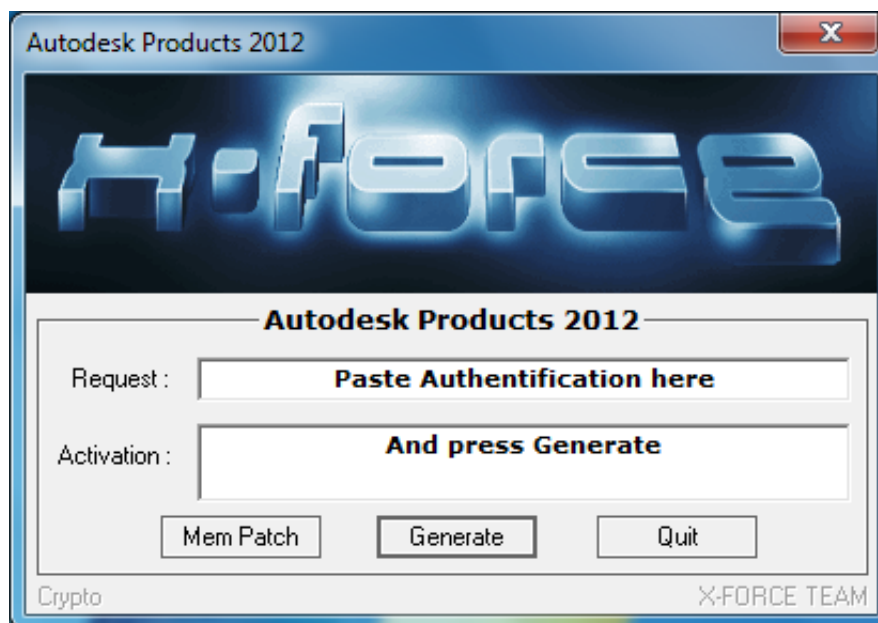 Autodesk Products 2012
x-force
Autodesk Products 2012
Request :
Paste Authentification here
Activation :
And press Generate
Mem Patch
Generate
Quit
Crypto
X-FORCE TEAM